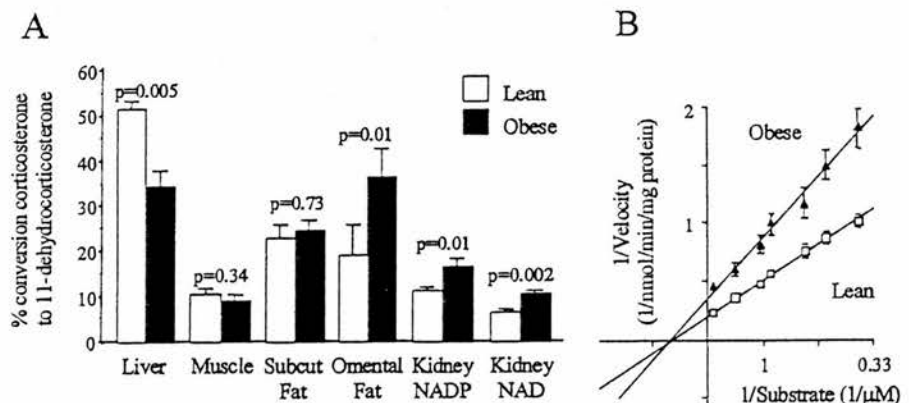 A
% conversion corticosterone
to 11-dehydrocorticosterone
60
50
40
30
20
10
0
p=0.005
p=0.34
p=0.73
p=0.01
p=0.01
p=0.002
Lean
Obese
Liver
Muscle
Subcut
Fat
Omental
Fat
Kidney
NADP
Kidney
NAD
B
1/Velocity
(1/nmol/min/mg protein)
2
1
Obese
Lean
1
0.33
1/Substrate (1/μM)